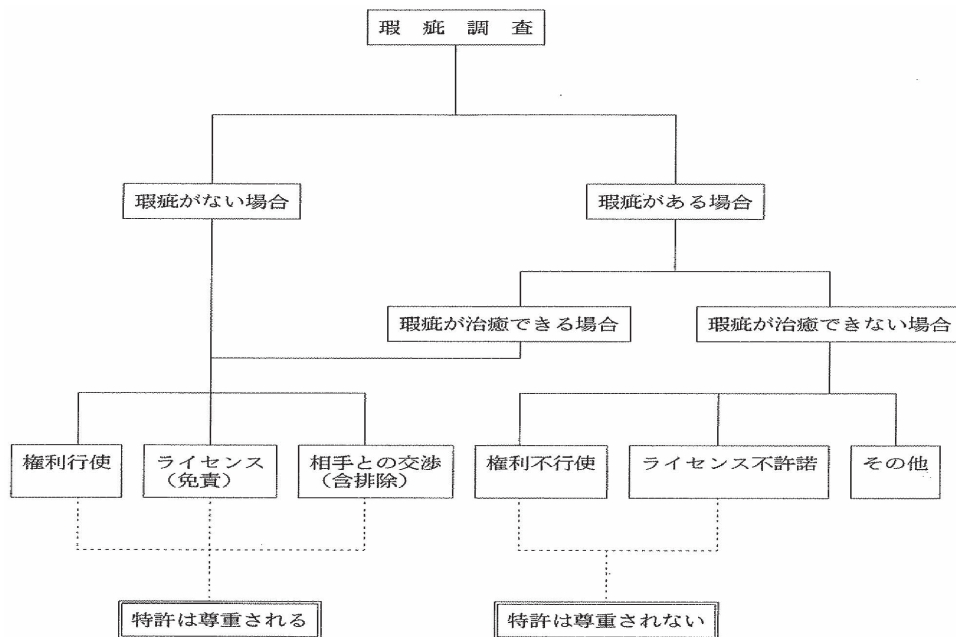 瑕疵調査
瑕疵がない場合
瑕疵がある場合
瑕疵が治癒できる場合
瑕疵が治癒できない場合
権利行使
ライセンス
(免責)
相手との交渉
(含排除)
権利不行使
ライセンス不許諾
その他
特許は尊重される
特許は尊重されない